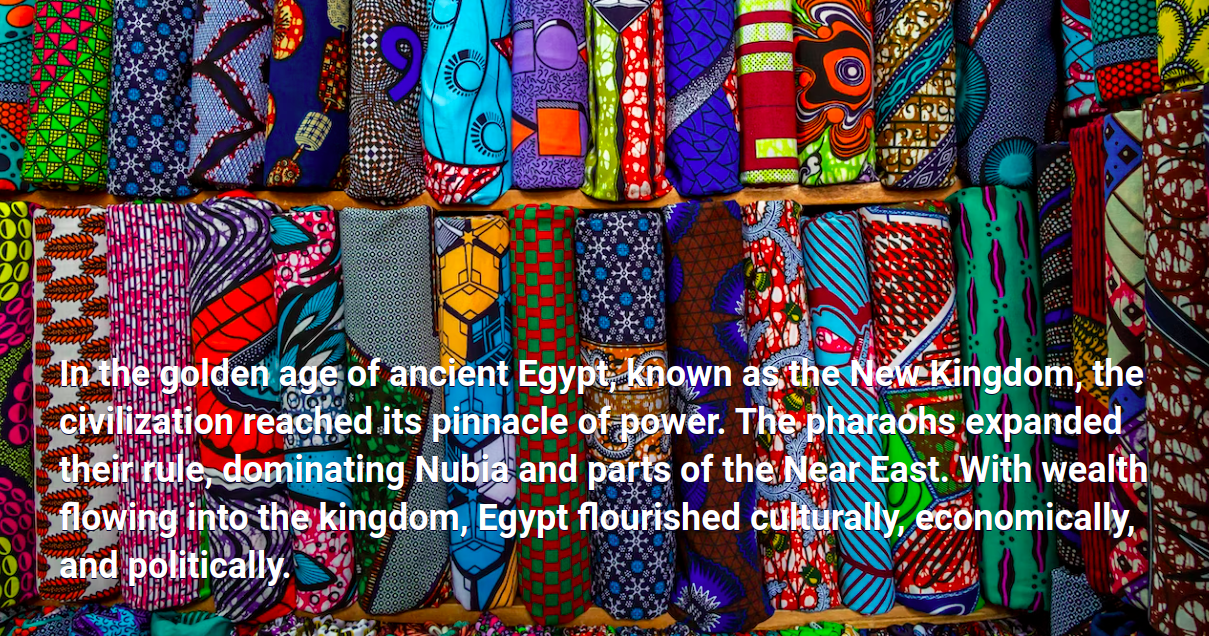 In the golden age of ancient Egypt, known as the New Kingdom, the
civilization reached its pinnacle of power. The pharaohs expanded
their rule, dominating Nubia and parts of the Near East. With wealth
flowing into the kingdom, Egypt flourished culturally, economically,
and politically.